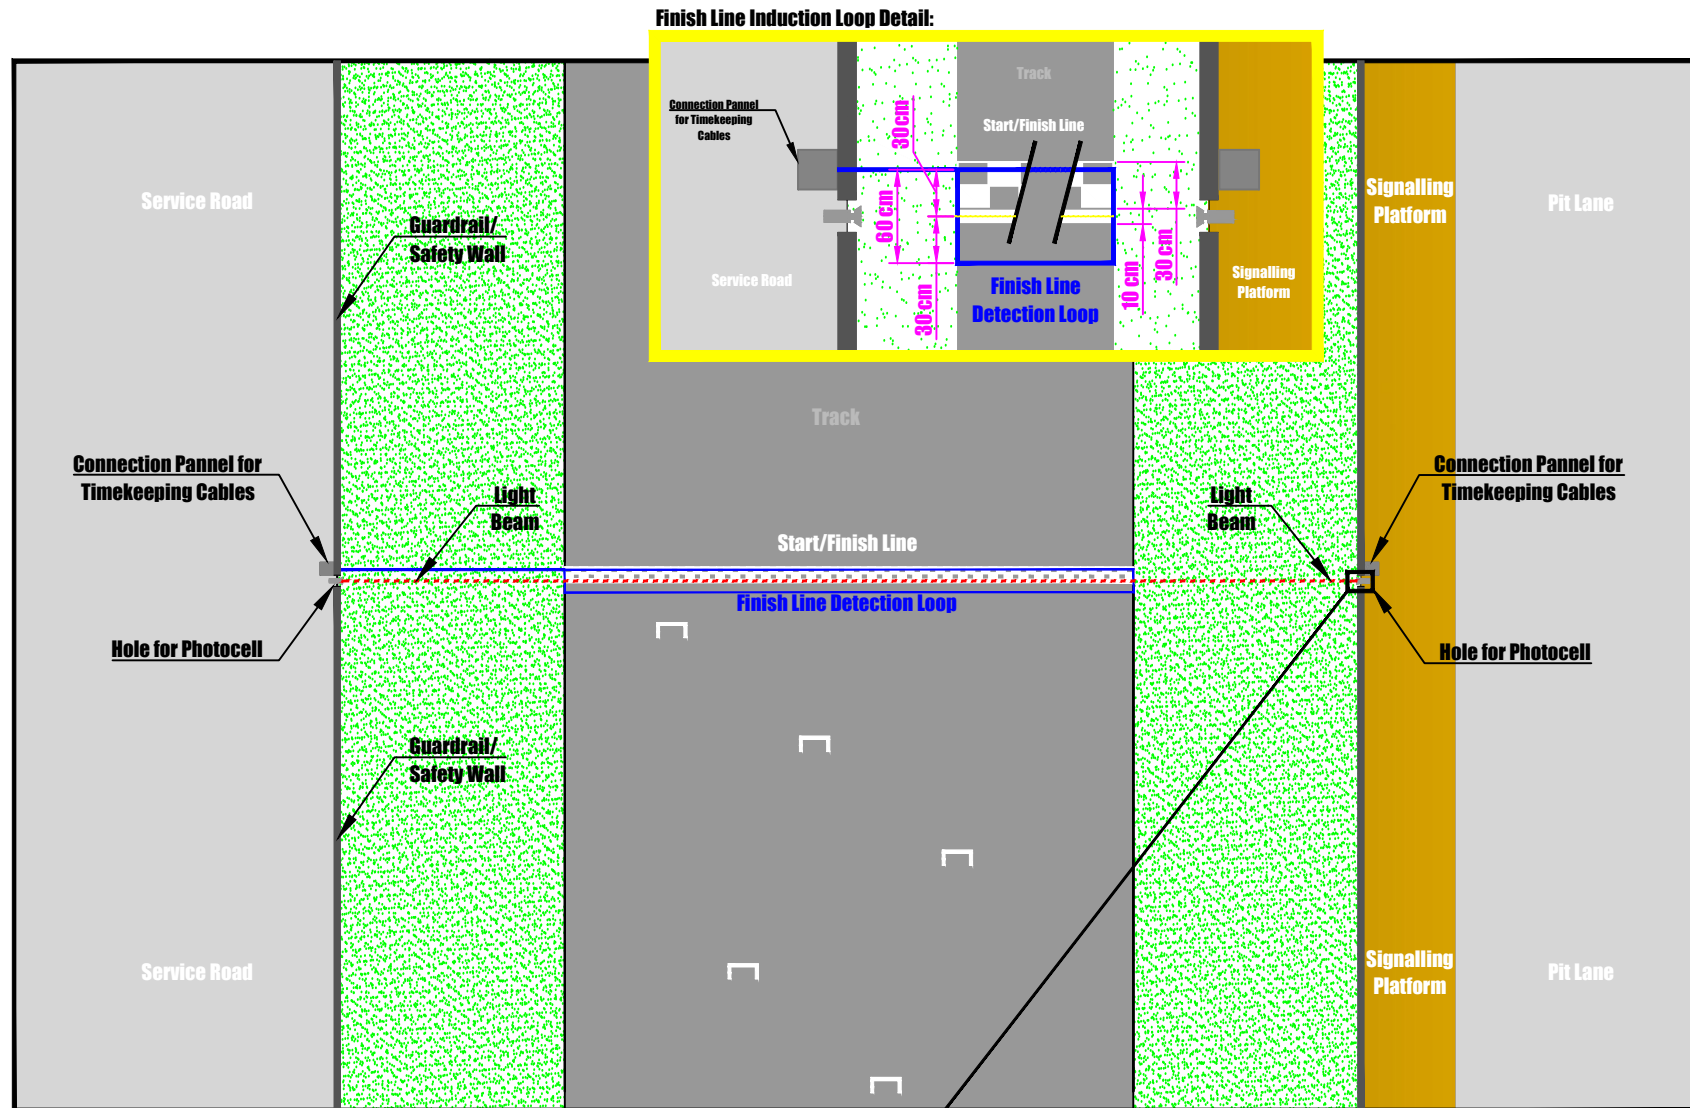 Finish Line Induction Loop Detail:
Track
Connection Pannel
for Timekeeping
Cables
30cm
Start/Finish Line
60 cm
30 cm
10 cm
30 cm
Service Road
Signalling
Platform
Finish Line
Detection Loop
Service Road
Guardrail/
Safety Wall
Signalling
Platform
Pit Lane
Track
Connection Pannel for
Timekeeping Cables
Light
Beam
Light
Beam
Connection Pannel for
Timekeeping Cables
Start/Finish Line
Finish Line Detection Loop
Hole for Photocell
Hole for Photocell
Guardrail/
Safety Wall
Service Road
Signalling
Platform
Pit Lane